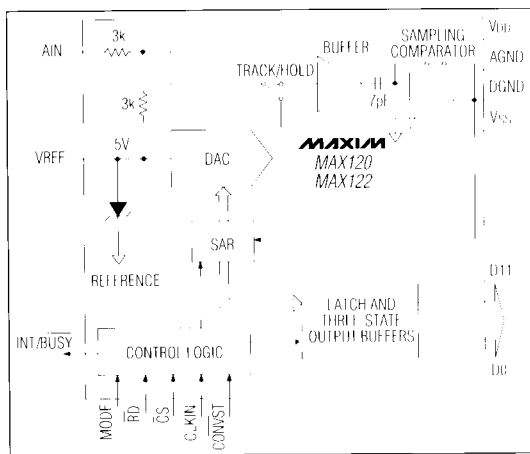 3k
AIN
3k
5V
VREF
REFERENCE
TRACK/HOLD
BUFFER
7pF
SAMPLING
COMPARATOR
VDD
AGND
DGND
VSS
DAC
MAXIM
MAX120
MAX122
SAR
LATCH AND
THREE-STATE
OUTPUT BUFFERS
D11
D0
INT/BUSY
CONTROL LOGIC
MODE
RD
CS
CLKIN
CONVST